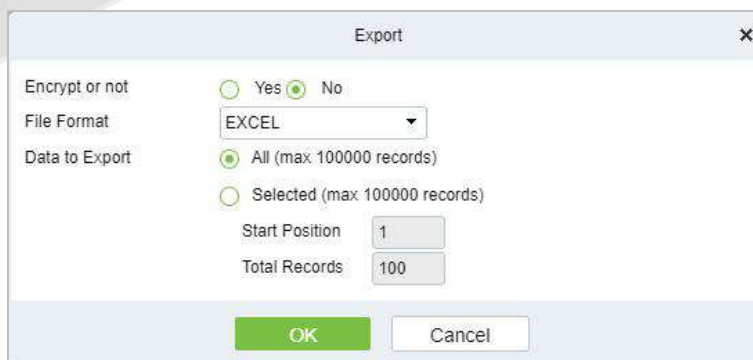 Export
Encrypt or not Yes No
File Format EXCEL
Data to Export All (max 100000 records)
Selected (max 100000 records)
Start Position 1
Total Records 100
OK Cancel